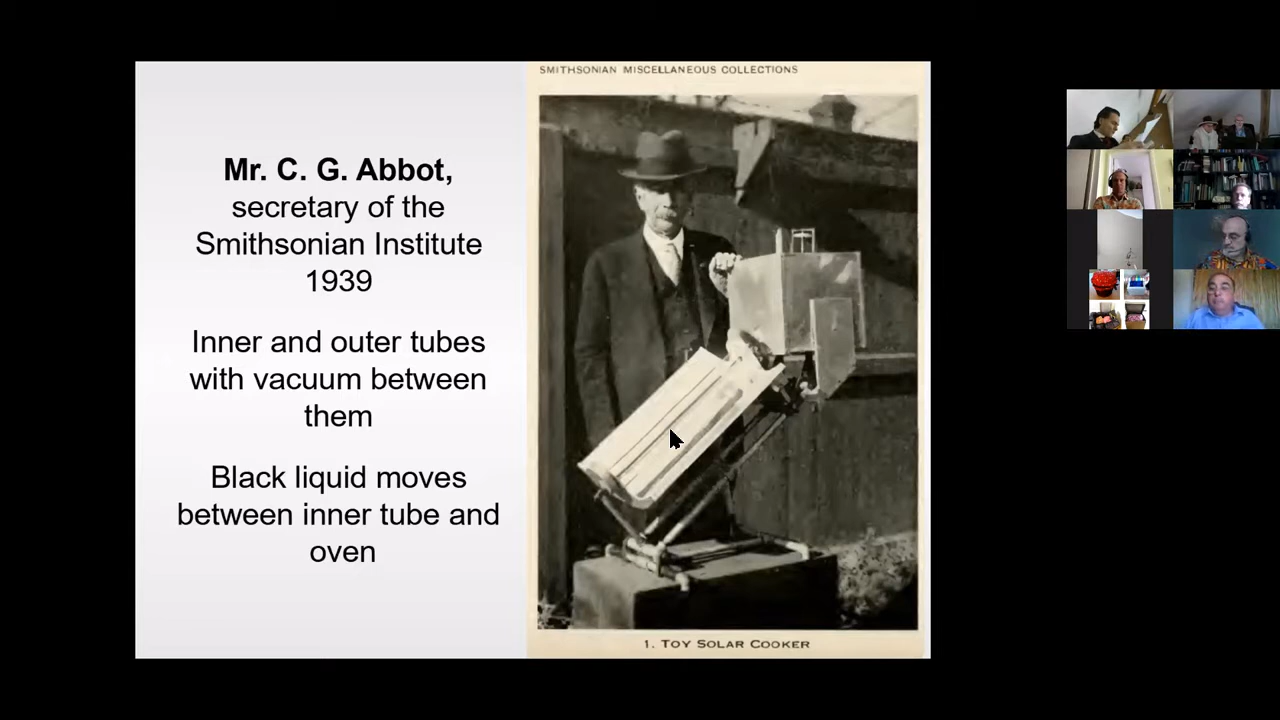 Mr. C. G. Abbot,
secretary of the
Smithsonian Institute
1939
Inner and outer tubes
with vacuum between
them
Black liquid moves
between inner tube and
oven
SMITHSONIAN MISCELLANEOUS COLLECTIONS
1. TOY SOLAR COOKER